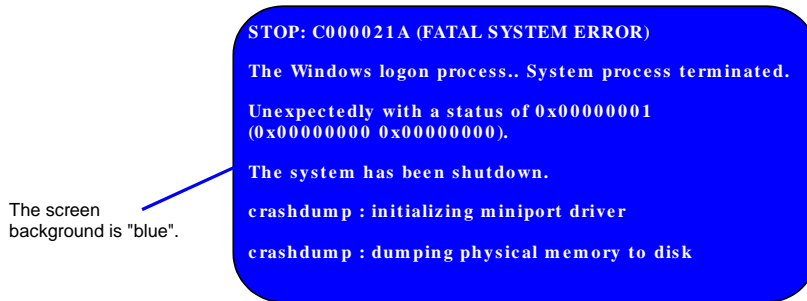 STOP: C000021A (FATAL SYSTEM ERROR)
The Windows logon process.. System process terminated.
Unexpectedly with a status of 0x00000001
(0x00000000 0x00000000).
The system has been shutdown.
crashdump : initializing miniport driver
crashdump : dumping physical memory to disk
The screen
background is "blue".